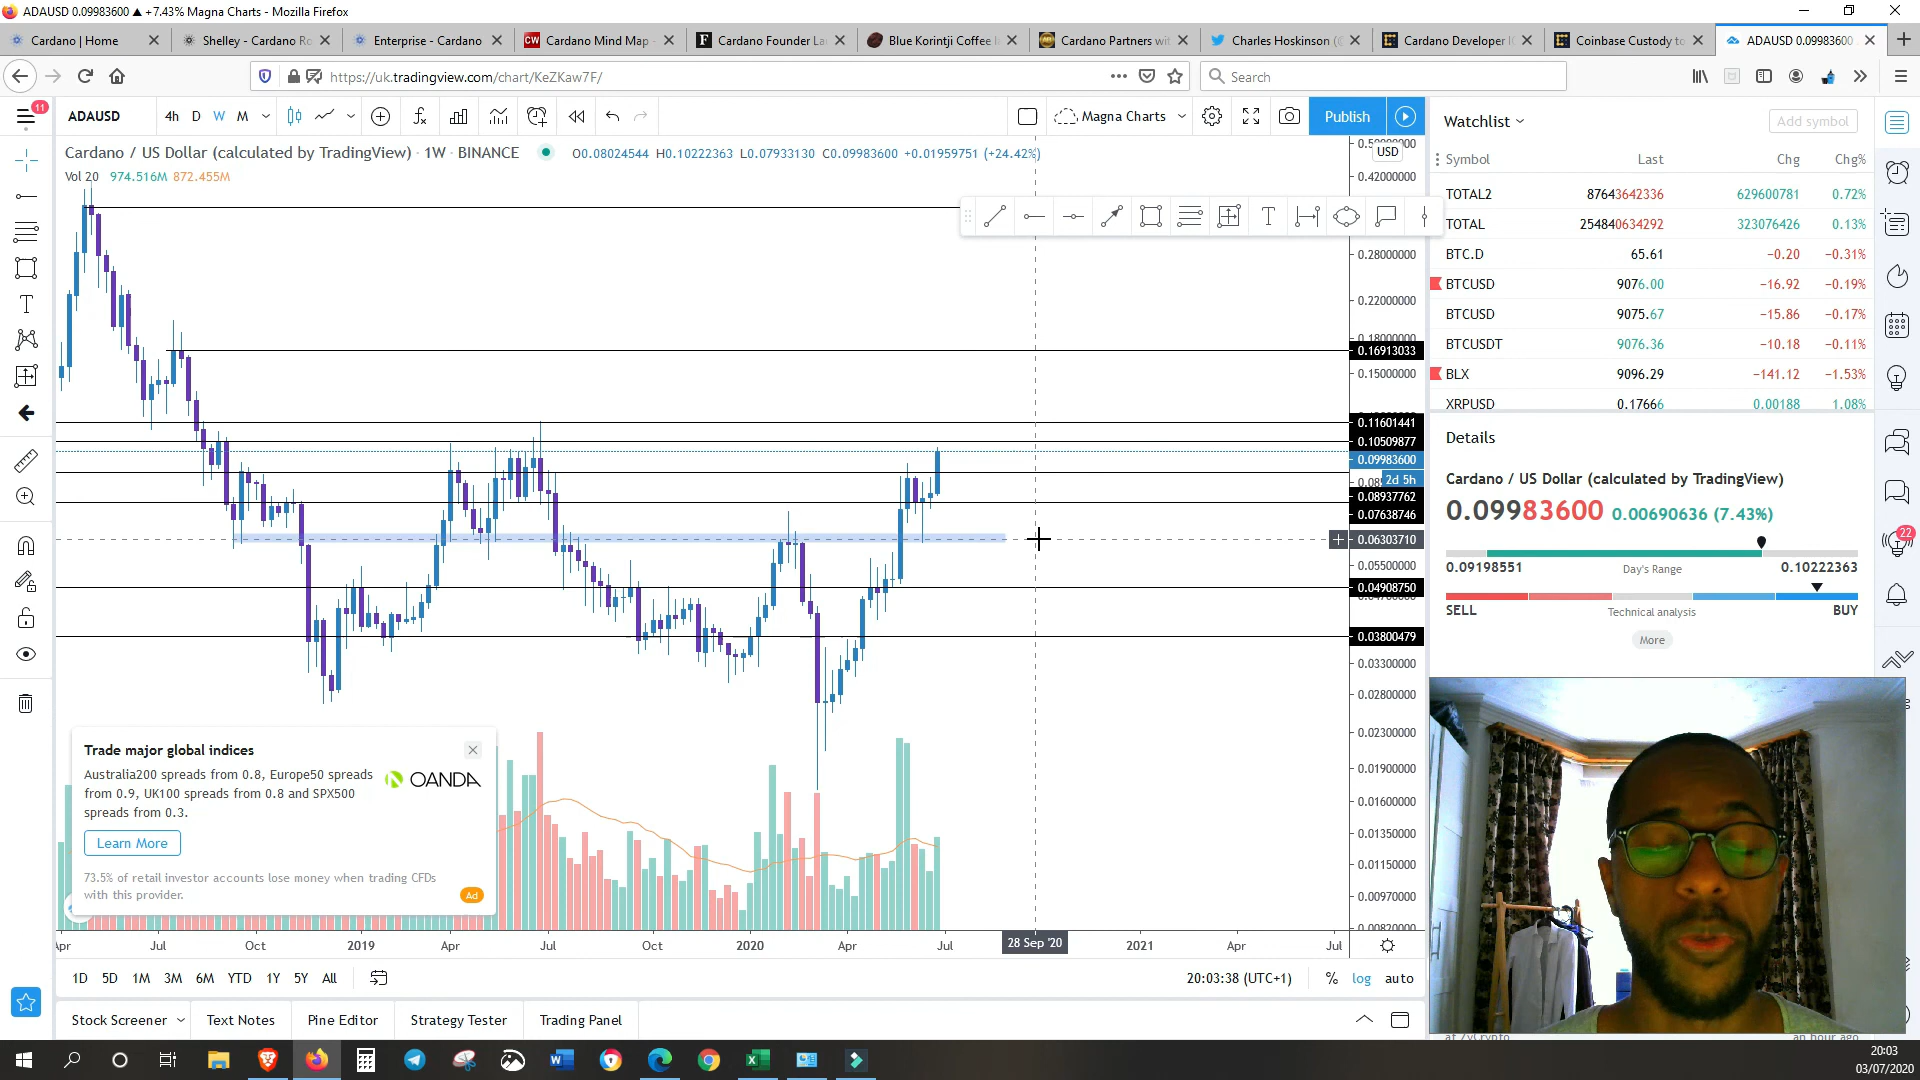 ADAUSD 0.09983600 ▲ +7.43% Magna Charts - Mozilla Firefox
Cardano | Home
Shelley - Cardano Ro
Enterprise - Cardano
CW Cardano Mind Map -
F Cardano Founder La
Blue Korintji Coffee
Cardano Partners wit
Charles Hoskinson (
Cardano Developer I
Coinbase Custody to
ADAUSD 0.09983600
https://uk.tradingview.com/chart/KeZKaw7F/
Search
11
ADAUSD
4h D W M
Magna Charts
Publish
Cardano / US Dollar (calculated by TradingView) · 1W · BINANCE
O0.08024544 H0.10222363 L0.07933130 C0.09983600 +0.01959751 (+24.42%)
Vol 20 974.516M 872.455M
USD
0.42000000
0.28000000
0.22000000
0.18000000
0.16913033
0.15000000
0.11601441
0.10509877
0.09983600
2d 5h
0.08937762
0.07638746
0.06303710
0.05500000
0.04908750
0.03800479
0.03300000
0.02800000
0.02300000
0.01900000
0.01600000
0.01350000
0.01150000
0.00970000
0.00820000
Trade major global indices
Australia200 spreads from 0.8, Europe50 spreads
from 0.9, UK100 spreads from 0.8 and SPX500
spreads from 0.3.
OANDA
Learn More
73.5% of retail investor accounts lose money when trading CFDs
with this provider.
Ad
Apr Jul Oct 2019 Apr Jul Oct 2020 Apr Jul 28 Sep '20 2021 Apr Jul
1D 5D 1M 3M 6M YTD 1Y 5Y All
20:03:38 (UTC+1) % log auto
Stock Screener
Text Notes
Pine Editor
Strategy Tester
Trading Panel
Watchlist
Add symbol
Symbol Last Chg Chg%
TOTAL2 87643642336 629600781 0.72%
TOTAL 254840634292 323076426 0.13%
BTC.D 65.61 −0.20 −0.31%
BTCUSD 9076.00 −16.92 −0.19%
BTCUSD 9075.67 −15.86 −0.17%
BTCUSDT 9076.36 −10.18 −0.11%
BLX 9096.29 −141.12 −1.53%
XRPUSD 0.17666 0.00188 1.08%
Details
Cardano / US Dollar (calculated by TradingView)
0.09983600 0.00690636 (7.43%)
0.09198551 Day's Range 0.10222363
SELL Technical analysis BUY
More
22
an hour ago
20:03
03/07/2020